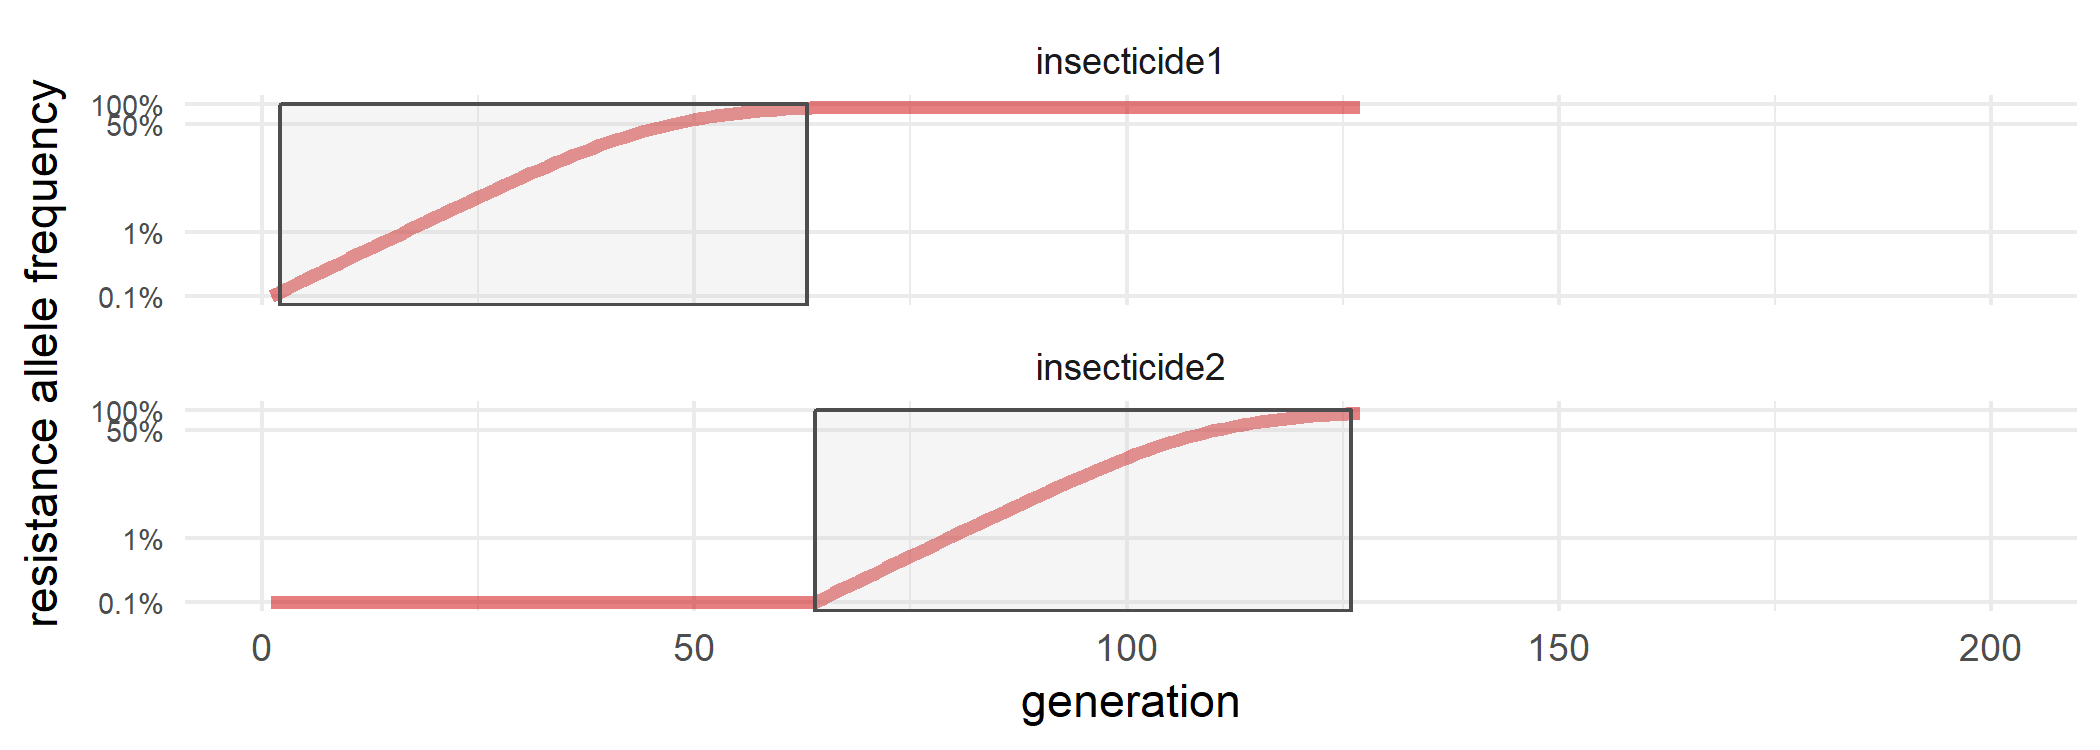 resistance allele frequency
insecticide1
100%
50%
1%
0.1%
insecticide2
100%
50%
1%
0.1%
0 50 100 150 200
generation